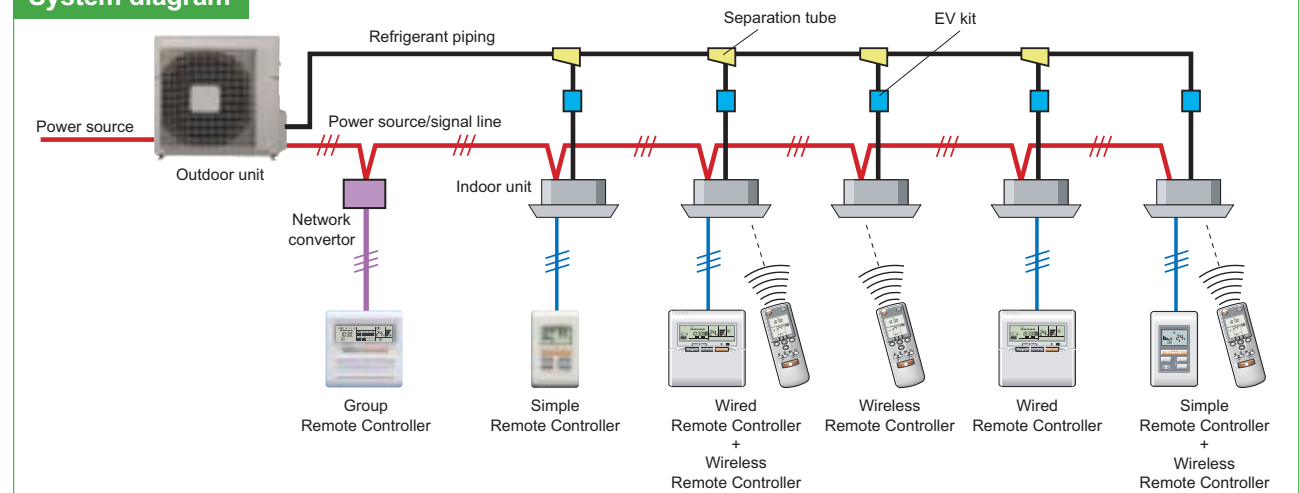 System diagram
Separation tube
EV kit
Refrigerant piping
Power source
Power source/signal line
Outdoor unit
Indoor unit
Network
convertor
Group
Remote Controller
Simple
Remote Controller
Wired
Remote Controller
+
Wireless
Remote Controller
Wireless
Remote Controller
Wired
Remote Controller
Simple
Remote Controller
+
Wireless
Remote Controller